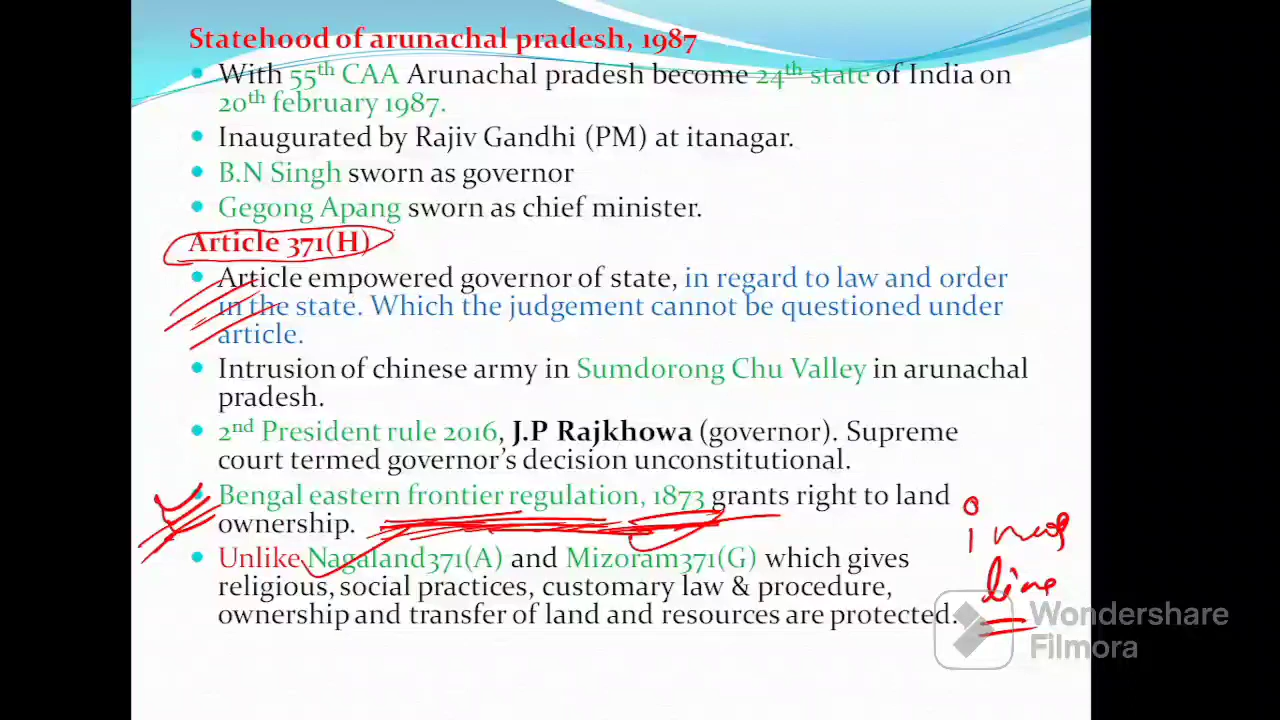 Statehood of arunachal pradesh, 1987
With 55th CAA Arunachal pradesh become 24th state of India on
20th february 1987.
Inaugurated by Rajiv Gandhi (PM) at itanagar.
B.N Singh sworn as governor
Gegong Apang sworn as chief minister.
Article 371(H)
Article empowered governor of state, in regard to law and order
in the state. Which the judgement cannot be questioned under
article.
Intrusion of chinese army in Sumdorong Chu Valley in arunachal
pradesh.
2nd President rule 2016, J.P Rajkhowa (governor). Supreme
court termed governor's decision unconstitutional.
Bengal eastern frontier regulation, 1873 grants right to land
ownership.
Unlike Nagaland371(A) and Mizoram371(G) which gives
religious, social practices, customary law & procedure,
ownership and transfer of land and resources are protected.
line
Wondershare
Filmora